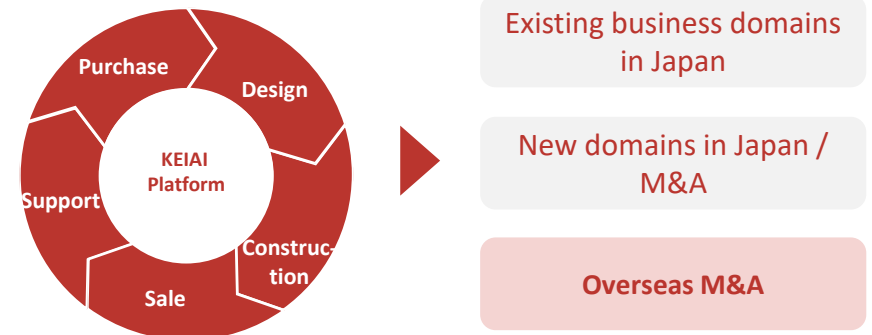 Purchase
Design
KEIAI
Platform
Support
Construc-
tion
Sale
Existing business domains
in Japan
New domains in Japan /
M&A
Overseas M&A